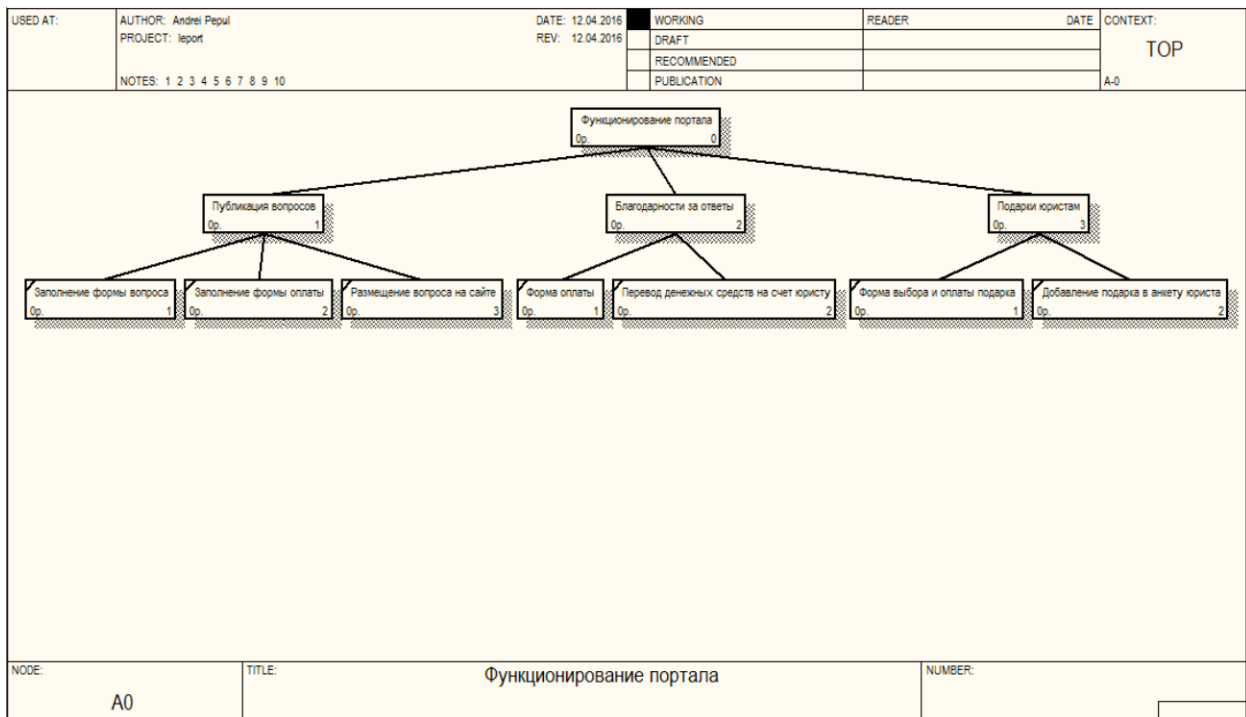 USED AT:
AUTHOR: Andrei Pepul
DATE: 12.04.2016
WORKING
READER
DATE
CONTEXT:
PROJECT: leport
REV: 12.04.2016
DRAFT
TOP
RECOMMENDED
NOTES: 1 2 3 4 5 6 7 8 9 10
PUBLICATION
A-0
Функционирование портала
0р. 0
Публикация вопросов
0р. 1
Благодарности за ответы
0р. 2
Подарки юристам
0р. 3
Заполнение формы вопроса
0р. 1
Заполнение формы оплаты
0р. 2
Размещение вопроса на сайте
0р. 3
Форма оплаты
0р. 1
Перевод денежных средств на счет юристу
0р. 2
Форма выбора и оплаты подарка
0р. 1
Добавление подарка в анкету юриста
0р. 2
NODE:
A0
TITLE:
Функционирование портала
NUMBER: